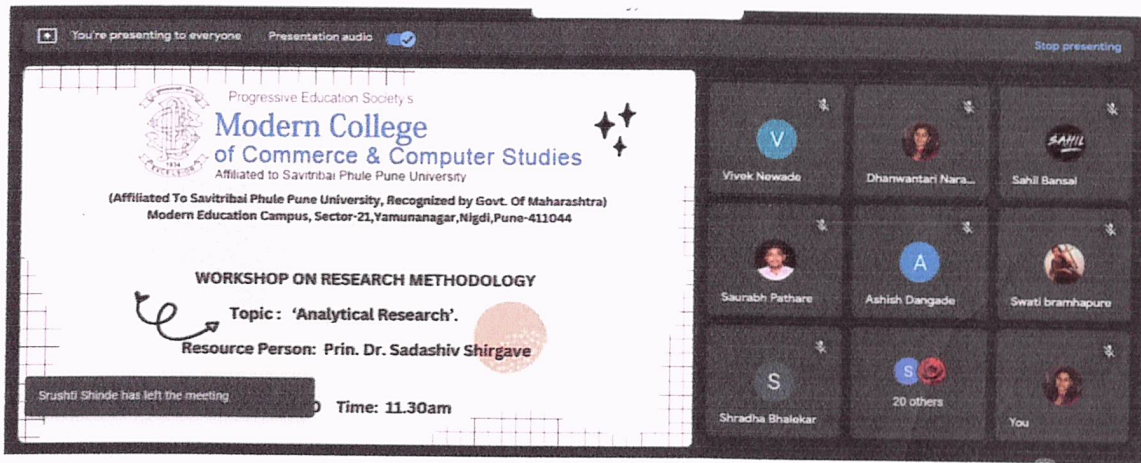 You're presenting to everyone Presentation audio
Stop presenting
Progressive Education Society's
Modern College
of Commerce & Computer Studies
Affiliated to Savitribai Phule Pune University
1934
EXCELSIOR
(Affiliated To Savitribai Phule Pune University, Recognized by Govt. Of Maharashtra)
Modern Education Campus, Sector-21,Yamunanagar,Nigdi,Pune-411044
WORKSHOP ON RESEARCH METHODOLOGY
Topic : 'Analytical Research'.
Resource Person: Prin. Dr. Sadashiv Shirgave
Time: 11.30am
Srushti Shinde has left the meeting
V
Vivek Newade
Dhanwantari Nara...
SAHIL
Sahil Bansal
Saurabh Pathare
A
Ashish Dangade
Swati bramhapure
S
Shradha Bhalekar
S
20 others
You